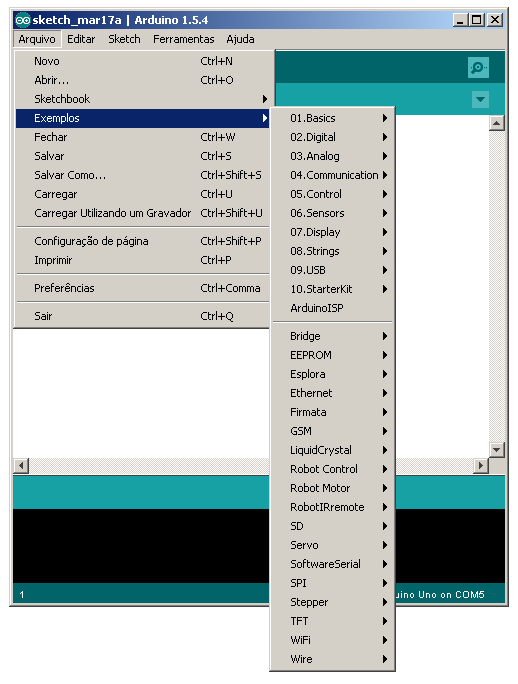 sketch_mar17a | Arduino 1.5.4
Arquivo Editar Sketch Ferramentas Ajuda
Novo Ctrl+N
Abrir... Ctrl+O
Sketchbook
Exemplos
Fechar Ctrl+W
Salvar Ctrl+S
Salvar Como... Ctrl+Shift+S
Carregar Ctrl+U
Carregar Utilizando um Gravador Ctrl+Shift+U
Configuração de página Ctrl+Shift+P
Imprimir Ctrl+P
Preferências Ctrl+Comma
Sair Ctrl+Q
01.Basics
02.Digital
03.Analog
04.Communication
05.Control
06.Sensors
07.Display
08.Strings
09.USB
10.StarterKit
ArduinoISP
Bridge
EEPROM
Esplora
Ethernet
Firmata
GSM
LiquidCrystal
Robot Control
Robot Motor
RobotIRremote
SD
Servo
SoftwareSerial
SPI
Stepper
TFT
WiFi
Wire
1 uino Uno on COM5